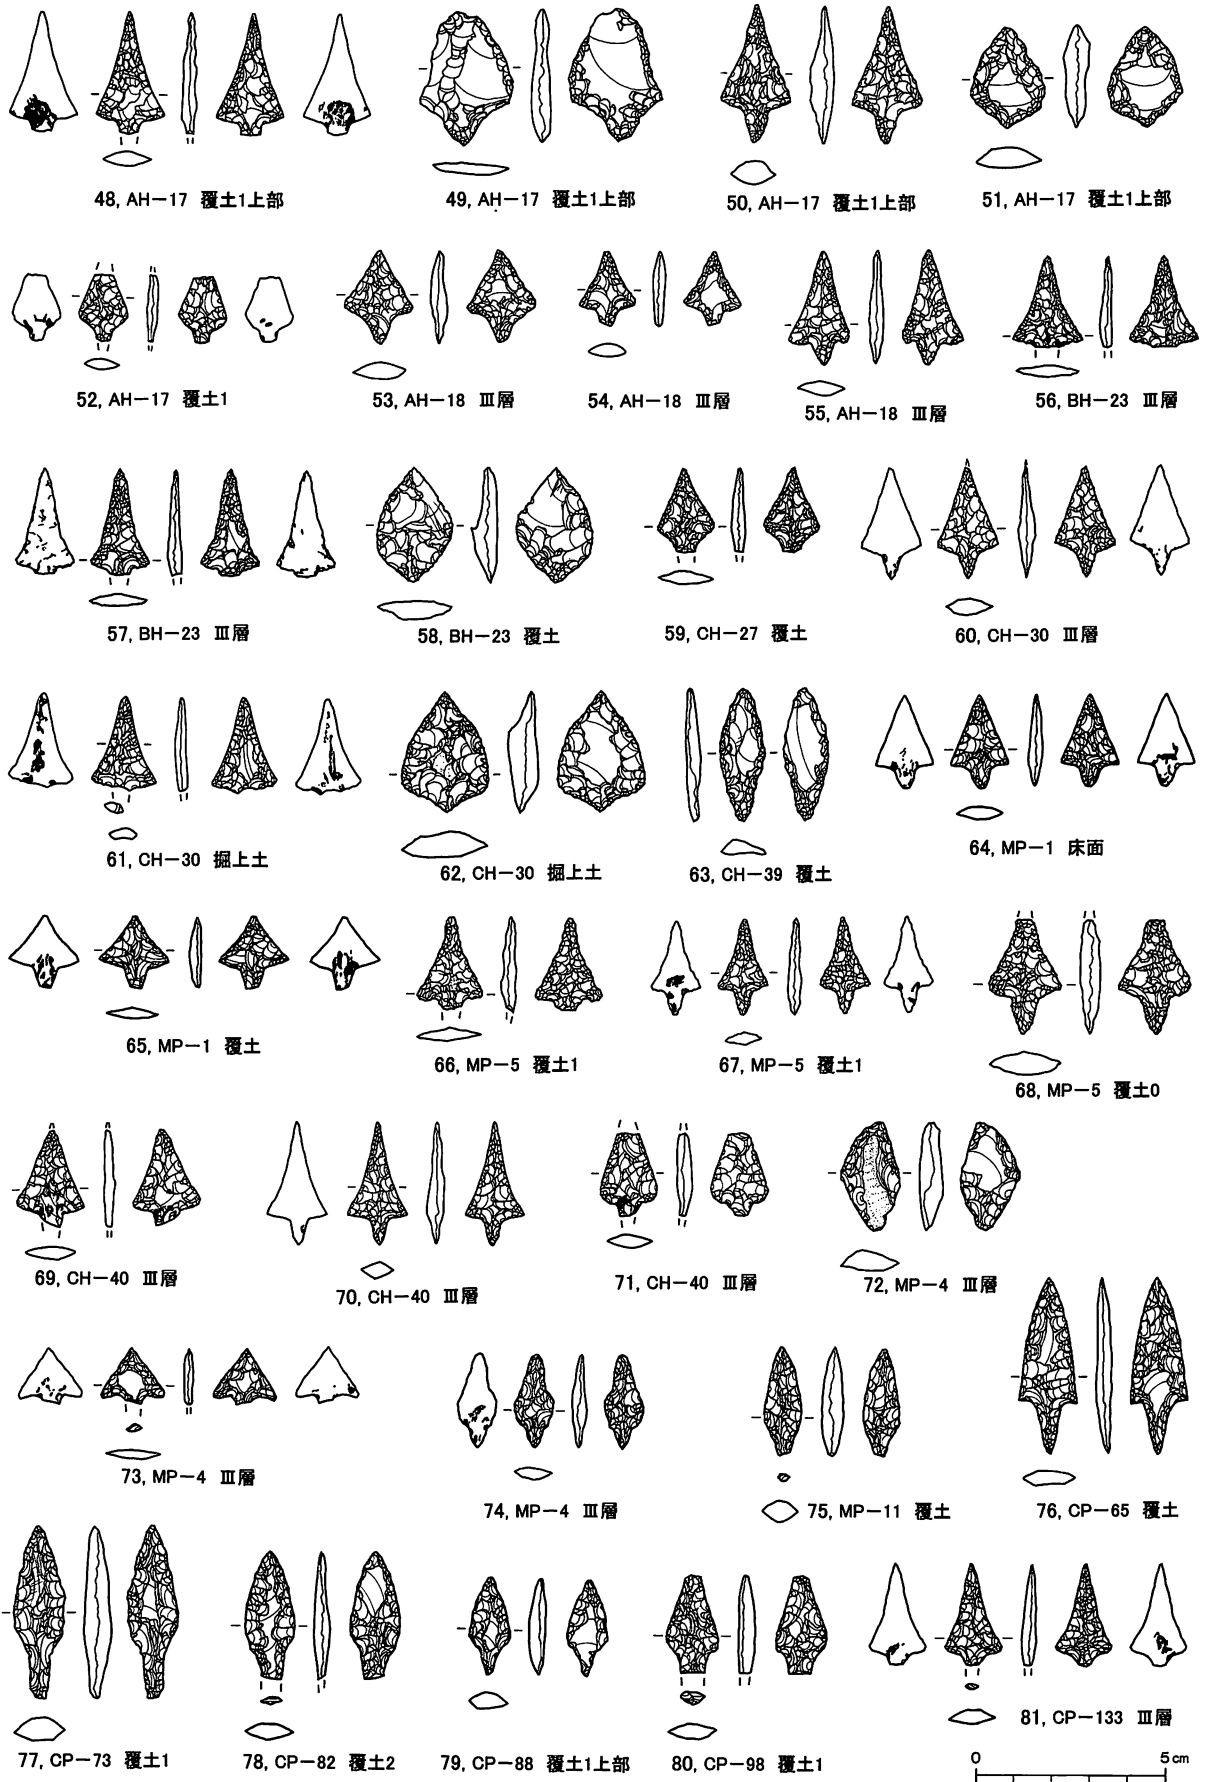 48, AH－17 覆土1上部
49, AH－17 覆土1上部
50, AH－17 覆土1上部
51, AH－17 覆土1上部
52, AH－17 覆土1
53, AH－18 Ⅲ層
54, AH－18 Ⅲ層
55, AH－18 Ⅲ層
56, BH－23 Ⅲ層
57, BH－23 Ⅲ層
58, BH－23 覆土
59, CH－27 覆土
60, CH－30 Ⅲ層
61, CH－30 掘上土
62, CH－30 掘上土
63, CH－39 覆土
64, MP－1 床面
65, MP－1 覆土
66, MP－5 覆土1
67, MP－5 覆土1
68, MP－5 覆土0
69, CH－40 Ⅲ層
70, CH－40 Ⅲ層
71, CH－40 Ⅲ層
72, MP－4 Ⅲ層
73, MP－4 Ⅲ層
74, MP－4 Ⅲ層
75, MP－11 覆土
76, CP－65 覆土
77, CP－73 覆土1
78, CP－82 覆土2
79, CP－88 覆土1上部
80, CP－98 覆土1
81, CP－133 Ⅲ層
0 5cm